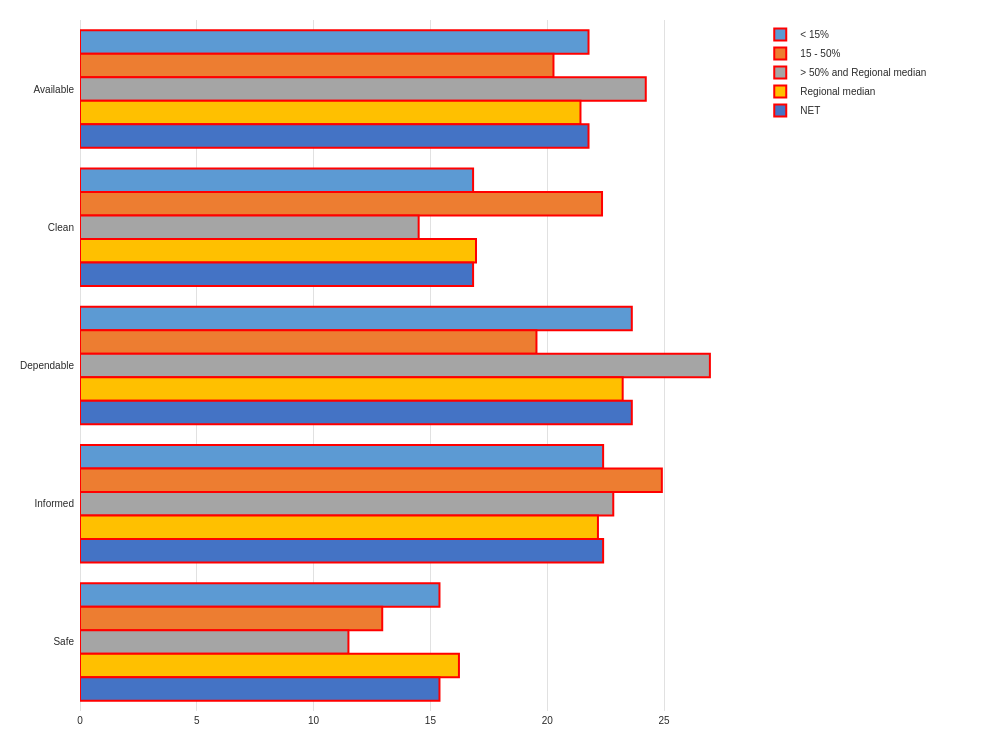 < 15%
15 - 50%
> 50% and Regional median
Regional median
NET
Available
Clean
Dependable
Informed
Safe
0 5 10 15 20 25